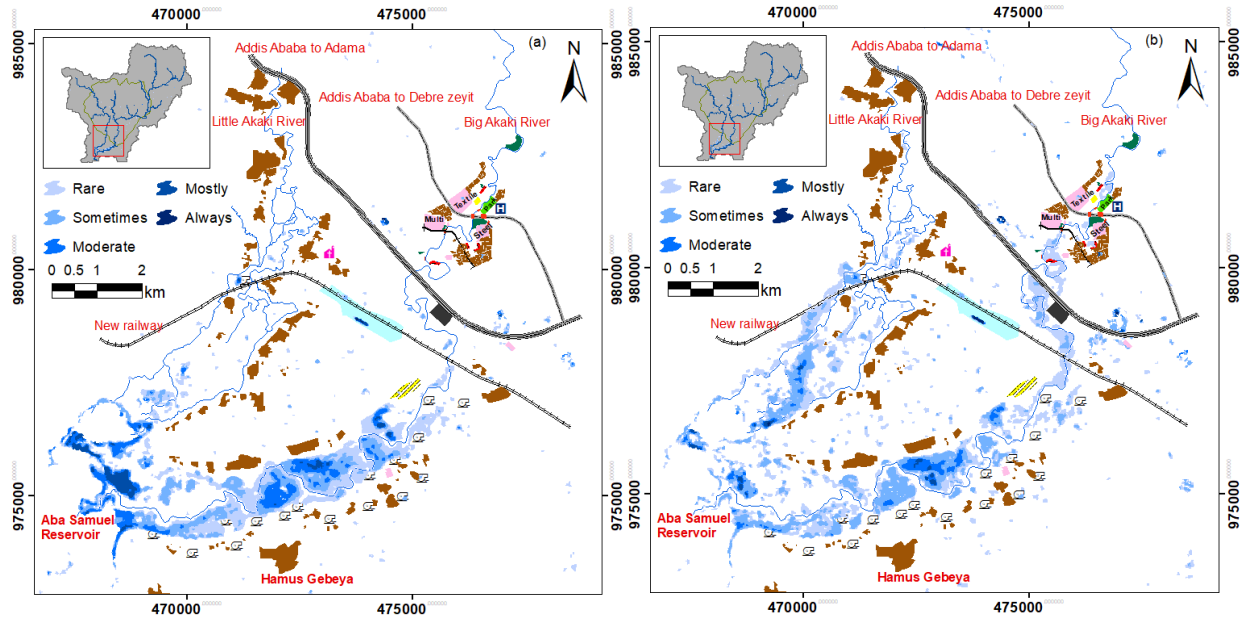 470000
475000
985000
980000
975000
(a)
N
Addis Ababa to Adama
Addis Ababa to Debre zeyit
Little Akaki River
Big Akaki River
Rare
Mostly
Sometimes
Always
Moderate
0 0.5 1 2
km
Textile
Park
Multi
Steel
H
New railway
Aba Samuel
Reservoir
Hamus Gebeya
470000
475000
470000
475000
985000
980000
975000
(b)
N
Addis Ababa to Adama
Addis Ababa to Debre zeyit
Little Akaki River
Big Akaki River
Rare
Mostly
Sometimes
Always
Moderate
0 0.5 1 2
km
Textile
Park
Multi
Steel
H
New railway
Aba Samuel
Reservoir
Hamus Gebeya
470000
475000